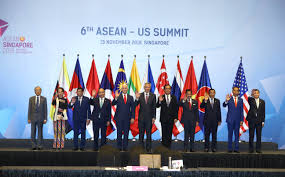 ASEAN
SINGAPORE
6TH ASEAN - US SUMMIT
15 NOVEMBER 2018, SINGAPORE